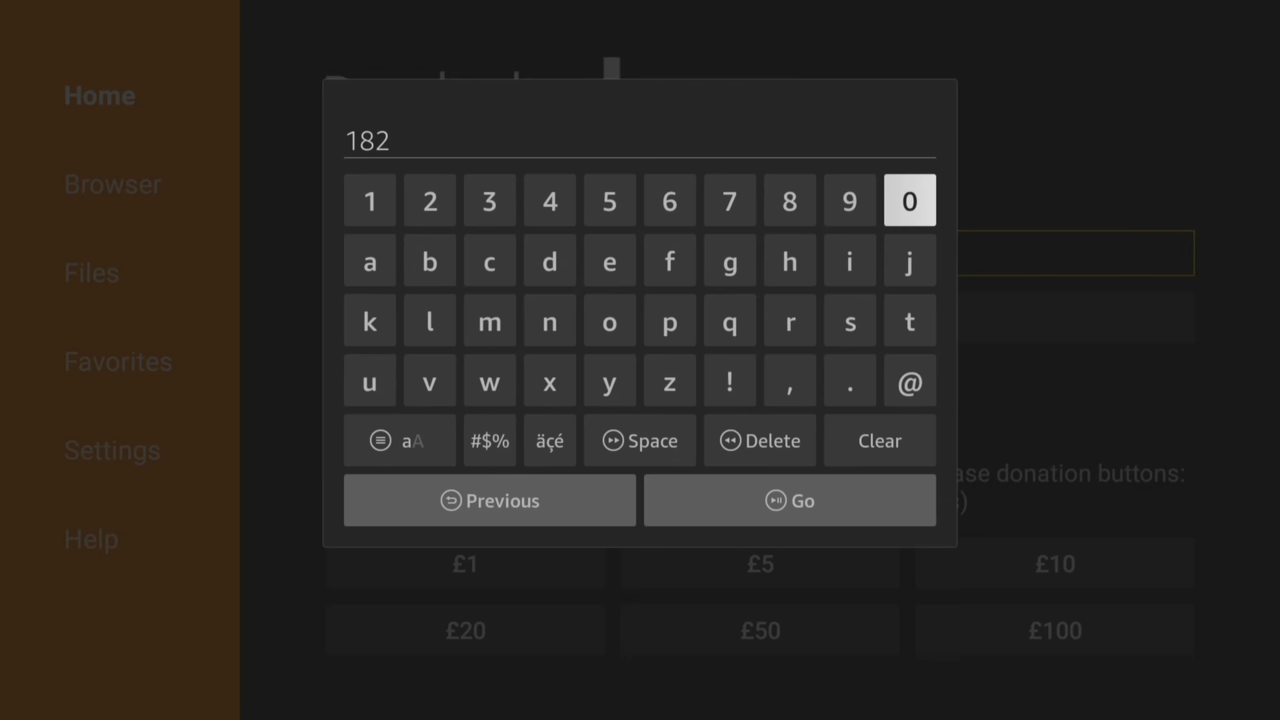 Home
Browser
Files
Favorites
Settings
Help
182
1 2 3 4 5 6 7 8 9 0
a b c d e f g h i j
k l m n o p q r s t
u v w x y z ! , . @
aA #$% äçé Space Delete Clear
Previous Go
donation buttons:
£1 £5 £10
£20 £50 £100